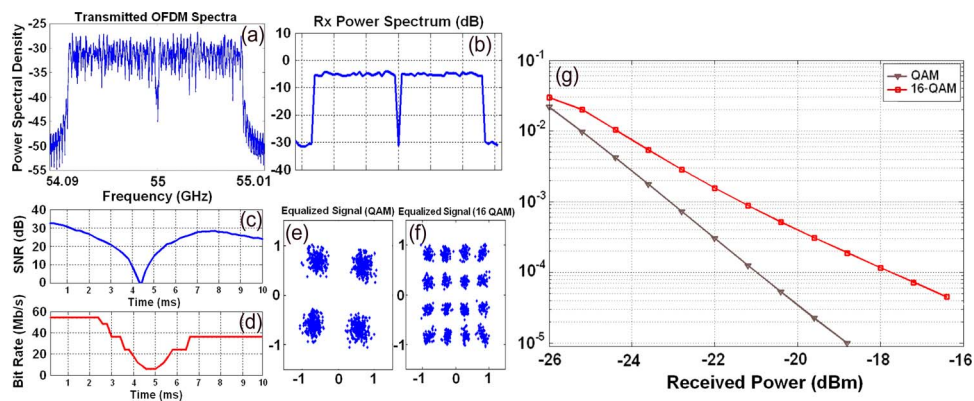 Transmitted OFDM Spectra
(a)
Power Spectral Density
-25
-30
-35
-40
-45
-50
-55
54.09
55
55.01
Frequency (GHz)
Rx Power Spectrum (dB)
(b)
10
0
-10
-20
-30
-40
(c)
SNR (dB)
40
30
20
10
0
1 2 3 4 5 6 7 8 9 10
Time (ms)
(d)
Bit Rate (Mb/s)
60
40
20
0
1 2 3 4 5 6 7 8 9 10
Time (ms)
Equalized Signal (QAM)
(e)
1
0
-1
-1 0 1
Equalized Signal (16 QAM)
(f)
1
0
-1
-1 0 1
(g)
QAM
16-QAM
10-1
10-2
10-3
10-4
10-5
-26 -24 -22 -20 -18 -16
Received Power (dBm)